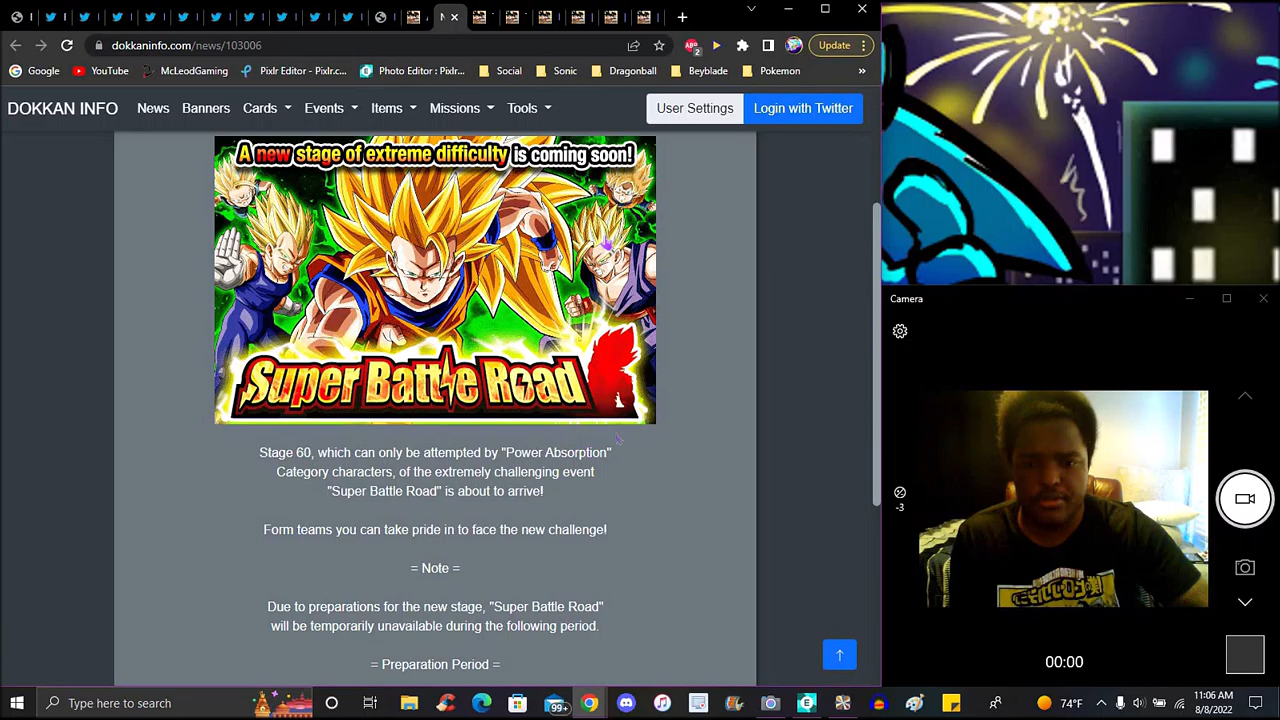 dokkaninfo.com/news/103006
Update
Google
YouTube
McLeodGaming
Pixlr Editor - Pixlr.c...
Photo Editor : Pixlr...
Social
Sonic
Dragonball
Beyblade
Pokemon
»
DOKKAN INFO
News
Banners
Cards
Events
Items
Missions
Tools
User Settings
Login with Twitter
A new stage of extreme difficulty is coming soon!
Super Battle Road
Stage 60, which can only be attempted by "Power Absorption"
Category characters, of the extremely challenging event
"Super Battle Road" is about to arrive!
Form teams you can take pride in to face the new challenge!
= Note =
Due to preparations for the new stage, "Super Battle Road"
will be temporarily unavailable during the following period.
= Preparation Period =
Camera
-3
00:00
Type here to search
99+
74°F
11:06 AM
8/8/2022